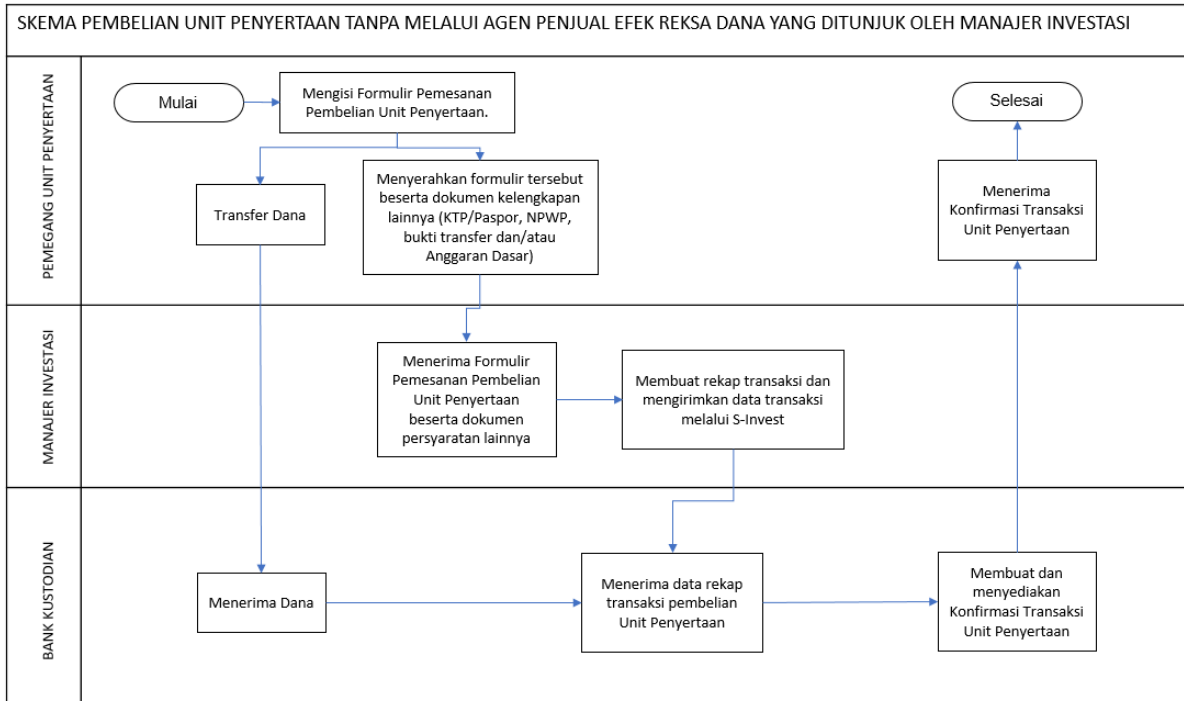 SKEMA PEMBELIAN UNIT PENYERTAAN TANPA MELALUI AGEN PENJUAL EFEK REKSA DANA YANG DITUNJUK OLEH MANAJER INVESTASI
PEMEGANG UNIT PENYERTAAN
Mulai
Mengisi Formulir Pemesanan
Pembelian Unit Penyertaan.
Transfer Dana
Menyerahkan formulir tersebut
beserta dokumen kelengkapan
lainnya (KTP/Paspor, NPWP,
bukti transfer dan/atau
Anggaran Dasar)
Selesai
Menerima
Konfirmasi Transaksi
Unit Penyertaan
MANAJER INVESTASI
Menerima Formulir
Pemesanan Pembelian
Unit Penyertaan
beserta dokumen
persyaratan lainnya
Membuat rekap transaksi dan
mengirimkan data transaksi
melalui S-Invest
BANK KUSTODIAN
Menerima Dana
Menerima data rekap
transaksi pembelian
Unit Penyertaan
Membuat dan
menyediakan
Konfirmasi Transaksi
Unit Penyertaan